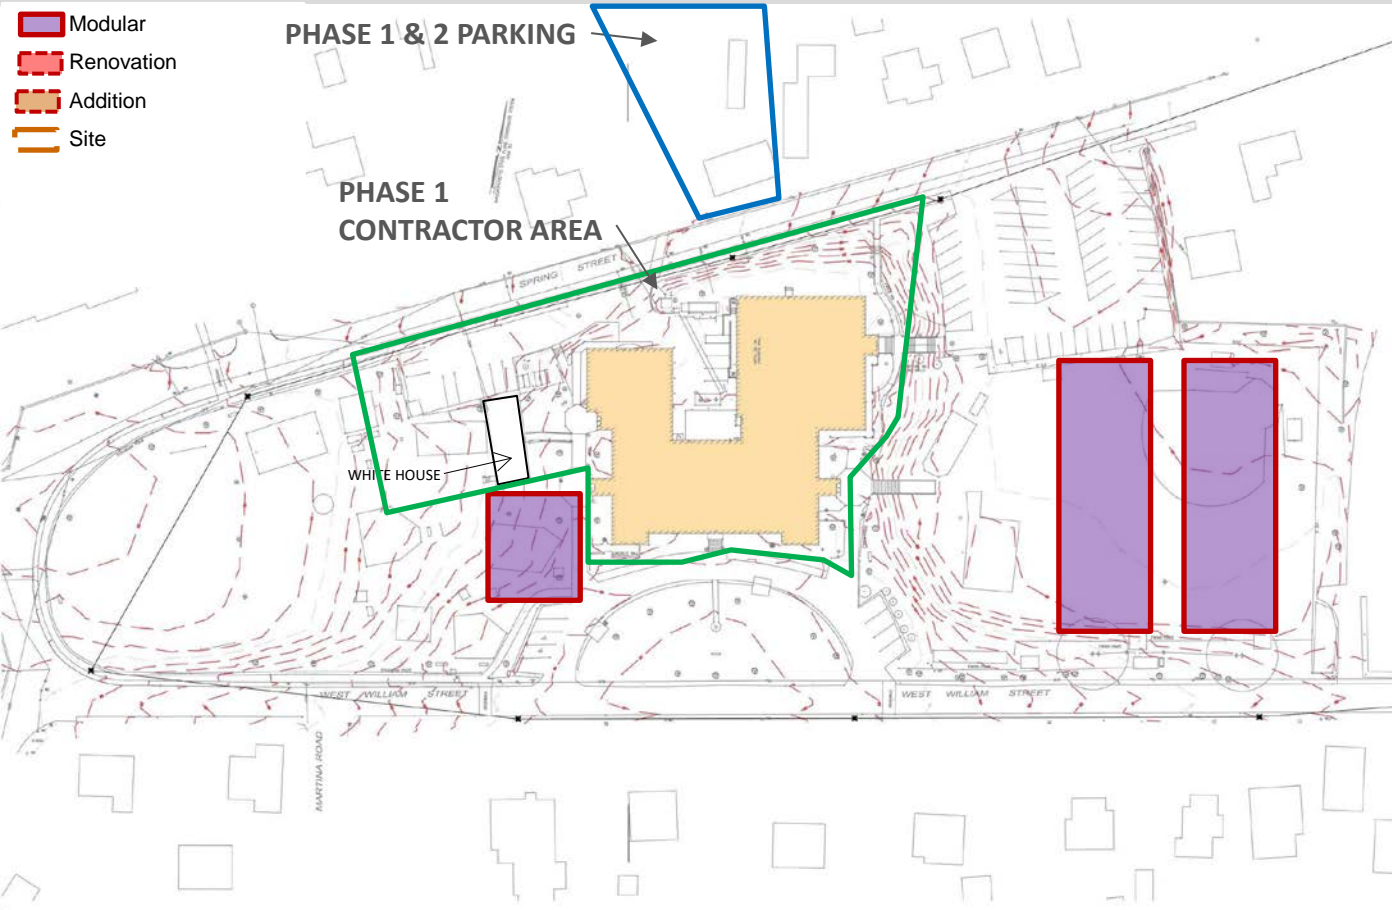 Modular
Renovation
Addition
Site
PHASE 1 & 2 PARKING
PHASE 1
CONTRACTOR AREA
SPRING STREET
WHITE HOUSE
WEST WILLIAM STREET
WEST WILLIAM STREET
MARTINA ROAD